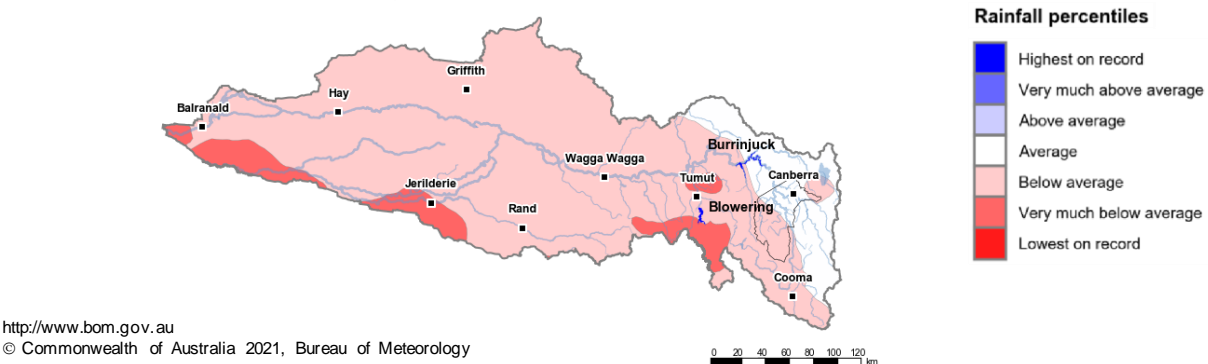 Rainfall percentiles
Highest on record
Very much above average
Above average
Average
Below average
Very much below average
Lowest on record
Griffith
Hay
Balranald
Burrinjuck
Wagga Wagga
Tumut
Canberra
Jerilderie
Rand
Blowering
Cooma
http://www.bom.gov.au
© Commonwealth of Australia 2021, Bureau of Meteorology
0 20 40 60 80 100 120
km